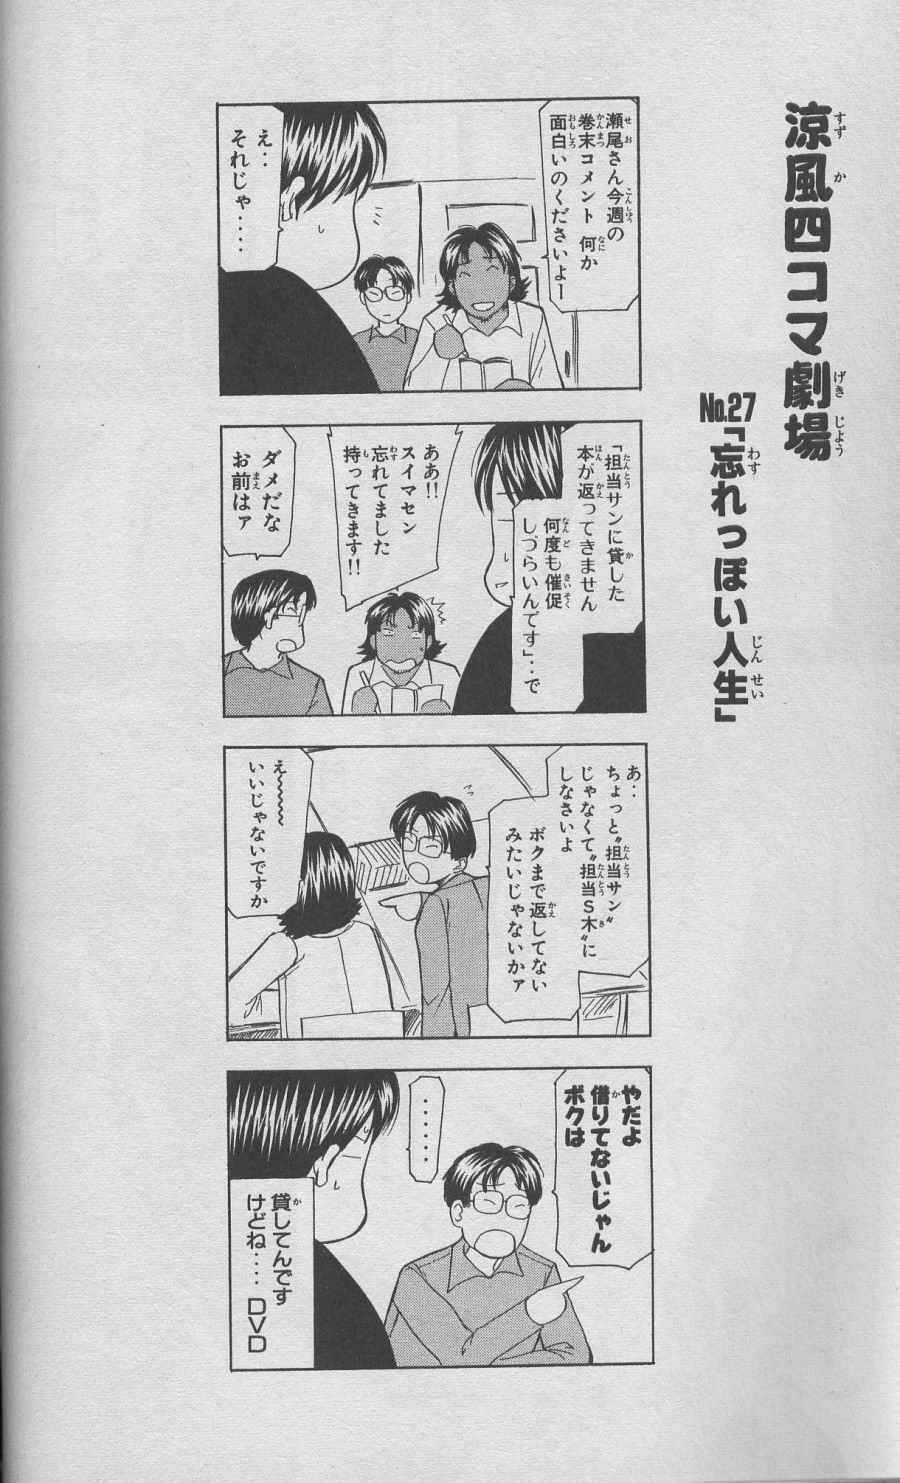 涼風四コマ劇場
No.27「忘れっぽい人生」
瀬尾さん今週の
巻末コメント 何か
面白いのくださいよー
え‥
それじゃ‥‥
「担当サンに貸した
本が返ってきません
何度も催促
しづらいんです」‥で
ああ!!
スイマセン
忘れてました
持ってきます!!
ダメだな
お前はァ
あ‥
ちょっと〝担当サン〟
じゃなくて〝担当S木〟に
しなさいよ
ボクまで返してない
みたいじゃないかァ
え〜〜〜〜
いいじゃないですか
やだよ
借りてないじゃん
ボクは
‥‥‥
貸してんです
けどね‥‥DVD